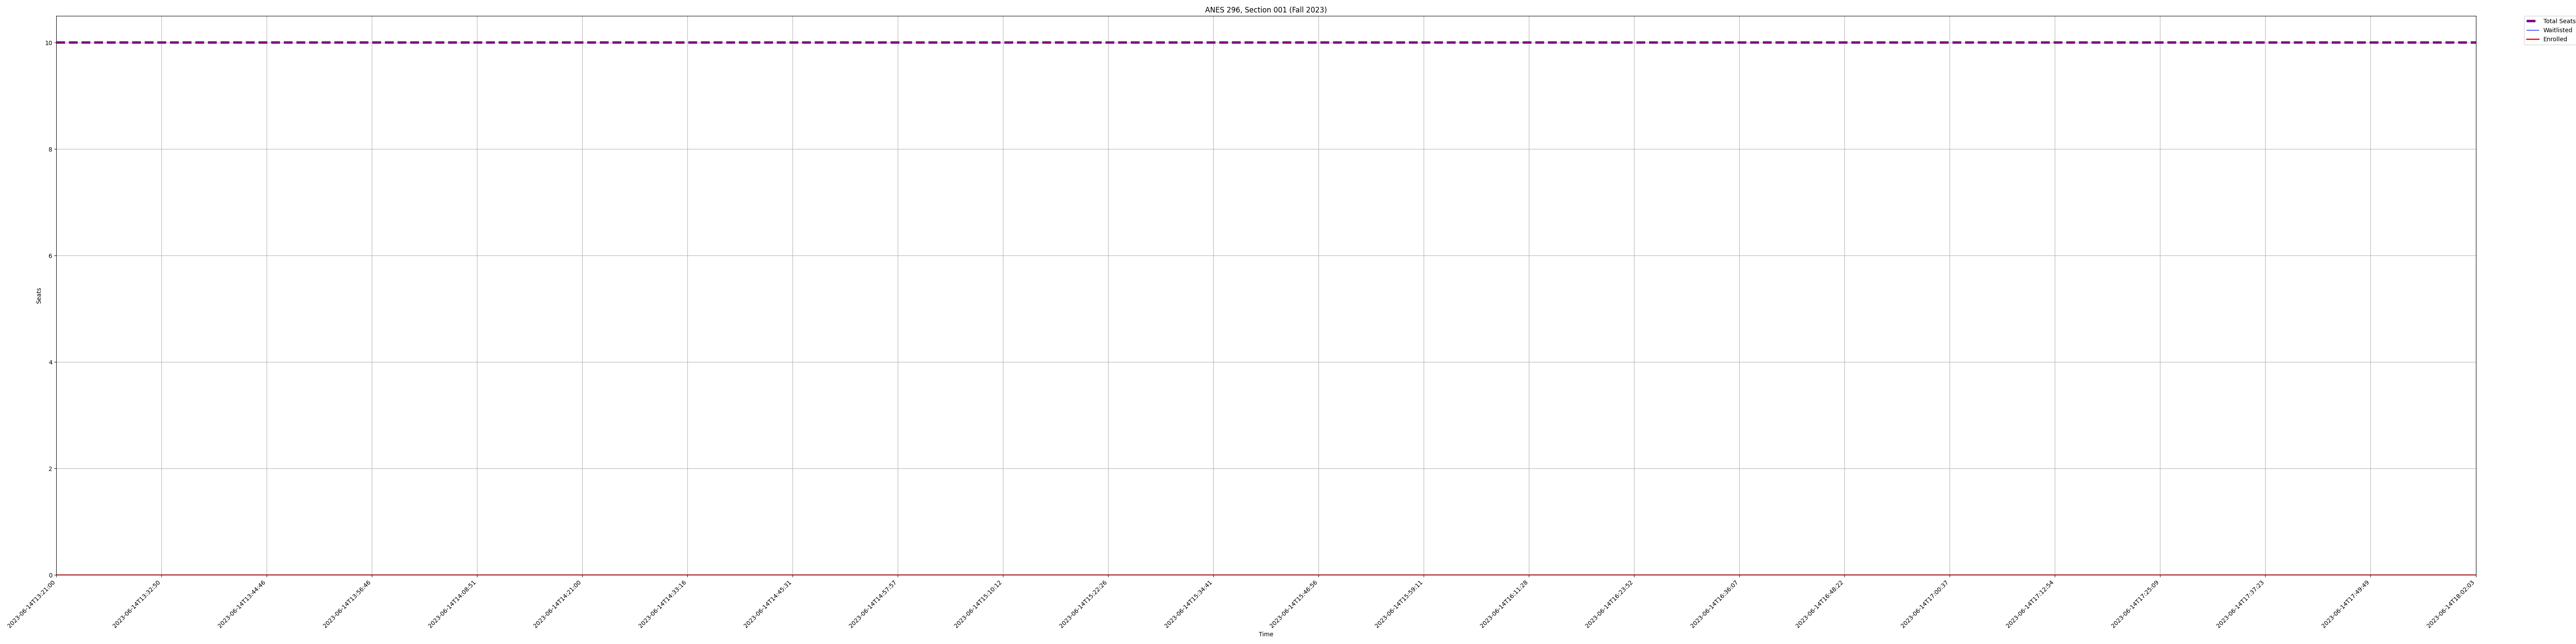 ANES 296, Section 001 (Fall 2023)
Total Seats
Waitlisted
Enrolled
10
8
6
4
2
0
Seats
2023-06-14T13:21:00
2023-06-14T13:32:50
2023-06-14T13:44:46
2023-06-14T13:56:46
2023-06-14T14:08:51
2023-06-14T14:21:00
2023-06-14T14:33:16
2023-06-14T14:45:31
2023-06-14T14:57:57
2023-06-14T15:10:12
2023-06-14T15:22:26
2023-06-14T15:34:41
2023-06-14T15:46:56
2023-06-14T15:59:11
2023-06-14T16:11:28
2023-06-14T16:23:52
2023-06-14T16:36:07
2023-06-14T16:48:22
2023-06-14T17:00:37
2023-06-14T17:12:54
2023-06-14T17:25:09
2023-06-14T17:37:23
2023-06-14T17:49:49
2023-06-14T18:02:03
Time